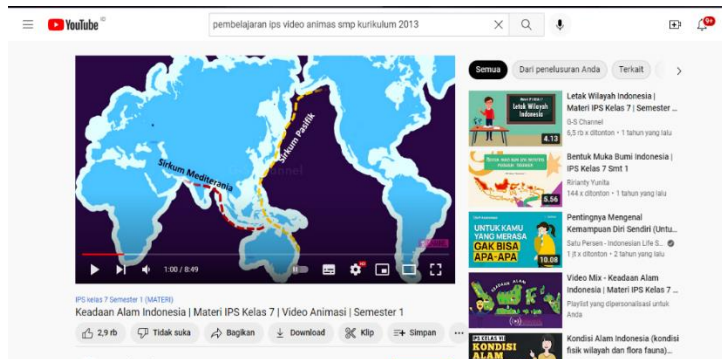 YouTube ID
pembelajaran ips video animas smp kurikulum 2013
9+
Sirkum Mediterania
Sirkum Pasifik
1:00 / 8:49
IPS kelas 7 Semester 1 (MATERI)
Keadaan Alam Indonesia | Materi IPS Kelas 7 | Video Animasi | Semester 1
2,9 rb
Tidak suka
Bagikan
Download
Klip
Simpan
Semua
Dari penelusuran Anda
Terkait
Letak Wilayah
Indonesia
4.13
Letak Wilayah Indonesia |
Materi IPS Kelas 7 | Semester ...
G-S Channel
6,5 rb x ditonton • 1 tahun yang lalu
5.56
Bentuk Muka Bumi Indonesia |
IPS Kelas 7 Smt 1
Ririanty Yunita
144 x ditonton • 1 tahun yang lalu
UNTUK KAMU
YANG MERASA
GAK BISA
APA-APA
10.08
Pentingnya Mengenal
Kemampuan Diri Sendiri (Untu...
Satu Persen - Indonesian Life S...
1 jt x ditonton • 2 tahun yang lalu
Video Mix - Keadaan Alam
Indonesia | Materi IPS Kelas 7 ...
Playlist yang dipersonalisasi untuk
Anda
IPS KELAS VII
KONDISI
ALAM
Kondisi Alam Indonesia (kondisi
fisik wilayah dan flora fauna)...